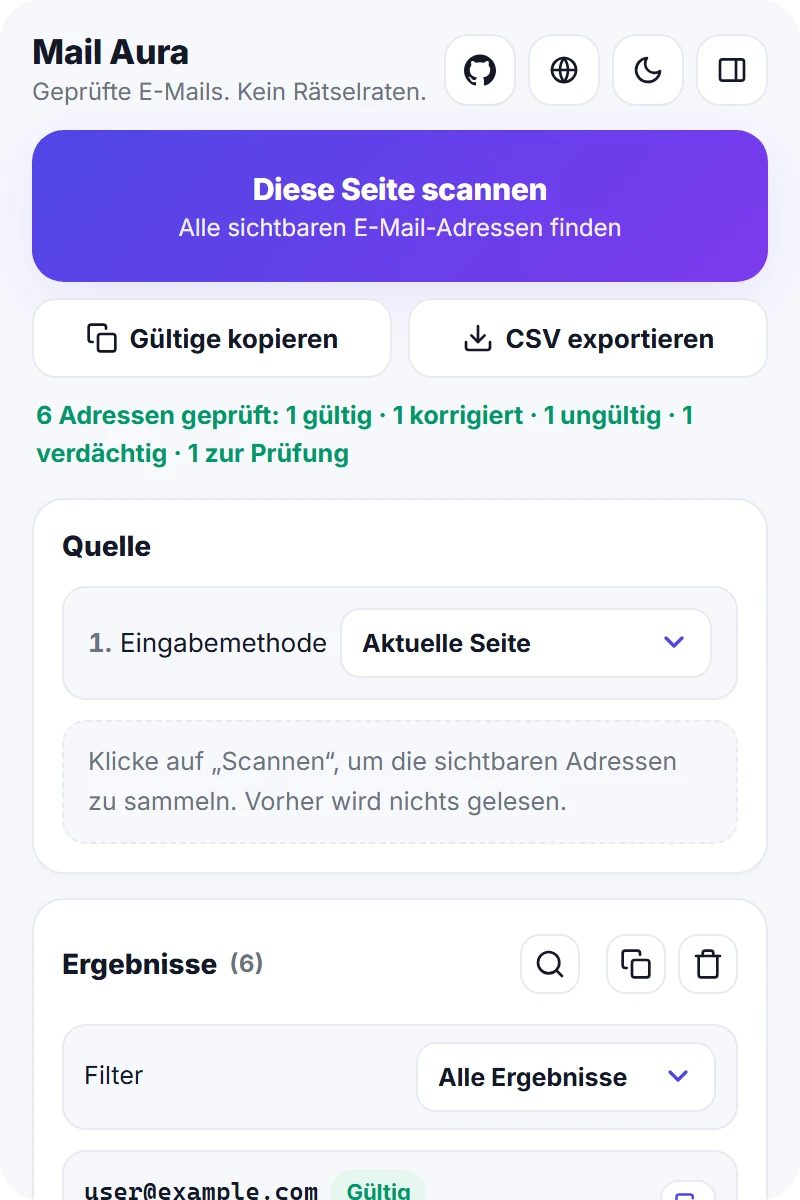 Mail Aura
Geprüfte E-Mails. Kein Rätselraten.
Diese Seite scannen
Alle sichtbaren E-Mail-Adressen finden
Gültige kopieren
CSV exportieren
6 Adressen geprüft: 1 gültig · 1 korrigiert · 1 ungültig · 1
verdächtig · 1 zur Prüfung
Quelle
1. Eingabemethode
Aktuelle Seite
Klicke auf „Scannen“, um die sichtbaren Adressen
zu sammeln. Vorher wird nichts gelesen.
Ergebnisse (6)
Filter
Alle Ergebnisse
user@example.com Gültig